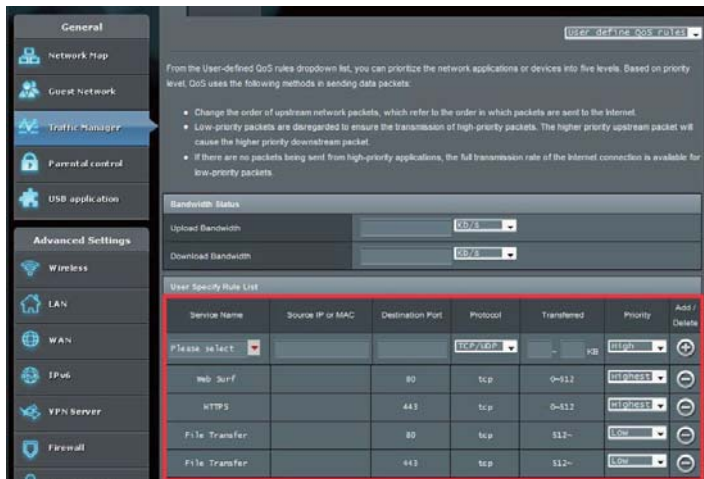 General
Network Map
Guest Network
Traffic Manager
Parental control
USB application
Advanced Settings
Wireless
LAN
WAN
IPv6
VPN Server
Firewall
User define QoS rules
From the User-defined QoS rules dropdown list, you can prioritize the network applications or devices into five levels. Based on priority
level, QoS uses the following methods in sending data packets:
Change the order of upstream network packets, which refer to the order in which packets are sent to the Internet.
Low-priority packets are disregarded to ensure the transmission of high-priority packets. The higher priority upstream packet will
cause the higher priority downstream packet.
If there are no packets being sent from high-priority applications, the full transmission rate of the Internet connection is available for
low-priority packets.
Bandwidth Status
Upload Bandwidth Kb/s
Download Bandwidth Kb/s
User Specify Rule List
Service Name Source IP or MAC Destination Port Protocol Transferred Priority Add / Delete
Please select TCP/UDP ~ KB High
Web Surf 80 tcp 0~512 Highest
HTTPS 443 tcp 0~512 Highest
File Transfer 80 tcp 512~ Low
File Transfer 443 tcp 512~ Low